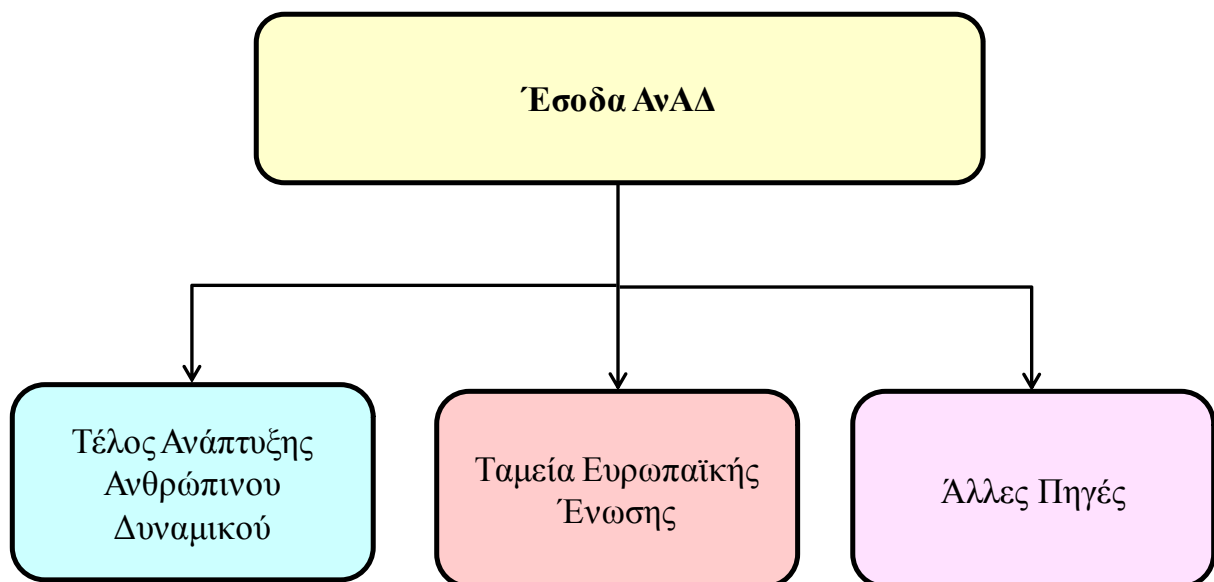 Έσοδα ΑνΑΔ
Τέλος Ανάπτυξης
Ανθρώπινου
Δυναμικού
Ταμεία Ευρωπαϊκής
Ένωσης
Άλλες Πηγές